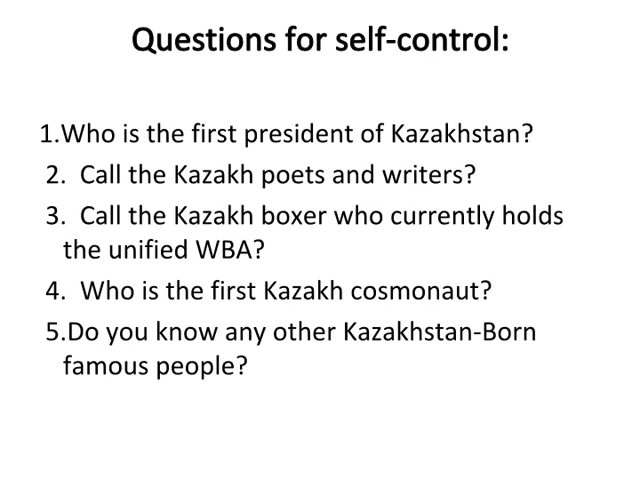 Questions for self-control:
1.Who is the first president of Kazakhstan?
2. Call the Kazakh poets and writers?
3. Call the Kazakh boxer who currently holds
the unified WBA?
4. Who is the first Kazakh cosmonaut?
5.Do you know any other Kazakhstan-Born
famous people?